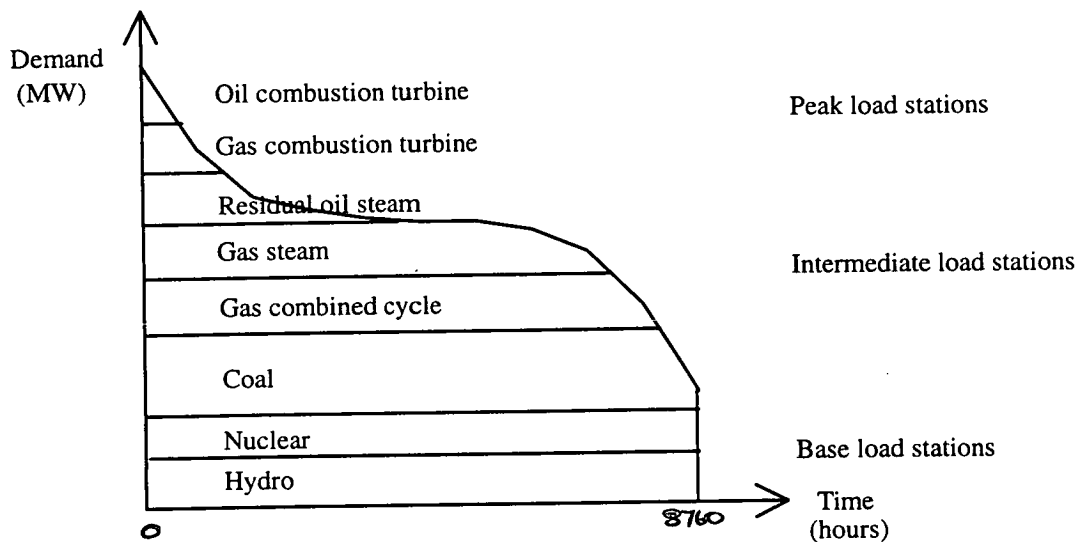 Demand
(MW)
Oil combustion turbine
Peak load stations
Gas combustion turbine
Residual oil steam
Gas steam
Intermediate load stations
Gas combined cycle
Coal
Nuclear
Base load stations
Hydro
0
8760
Time
(hours)